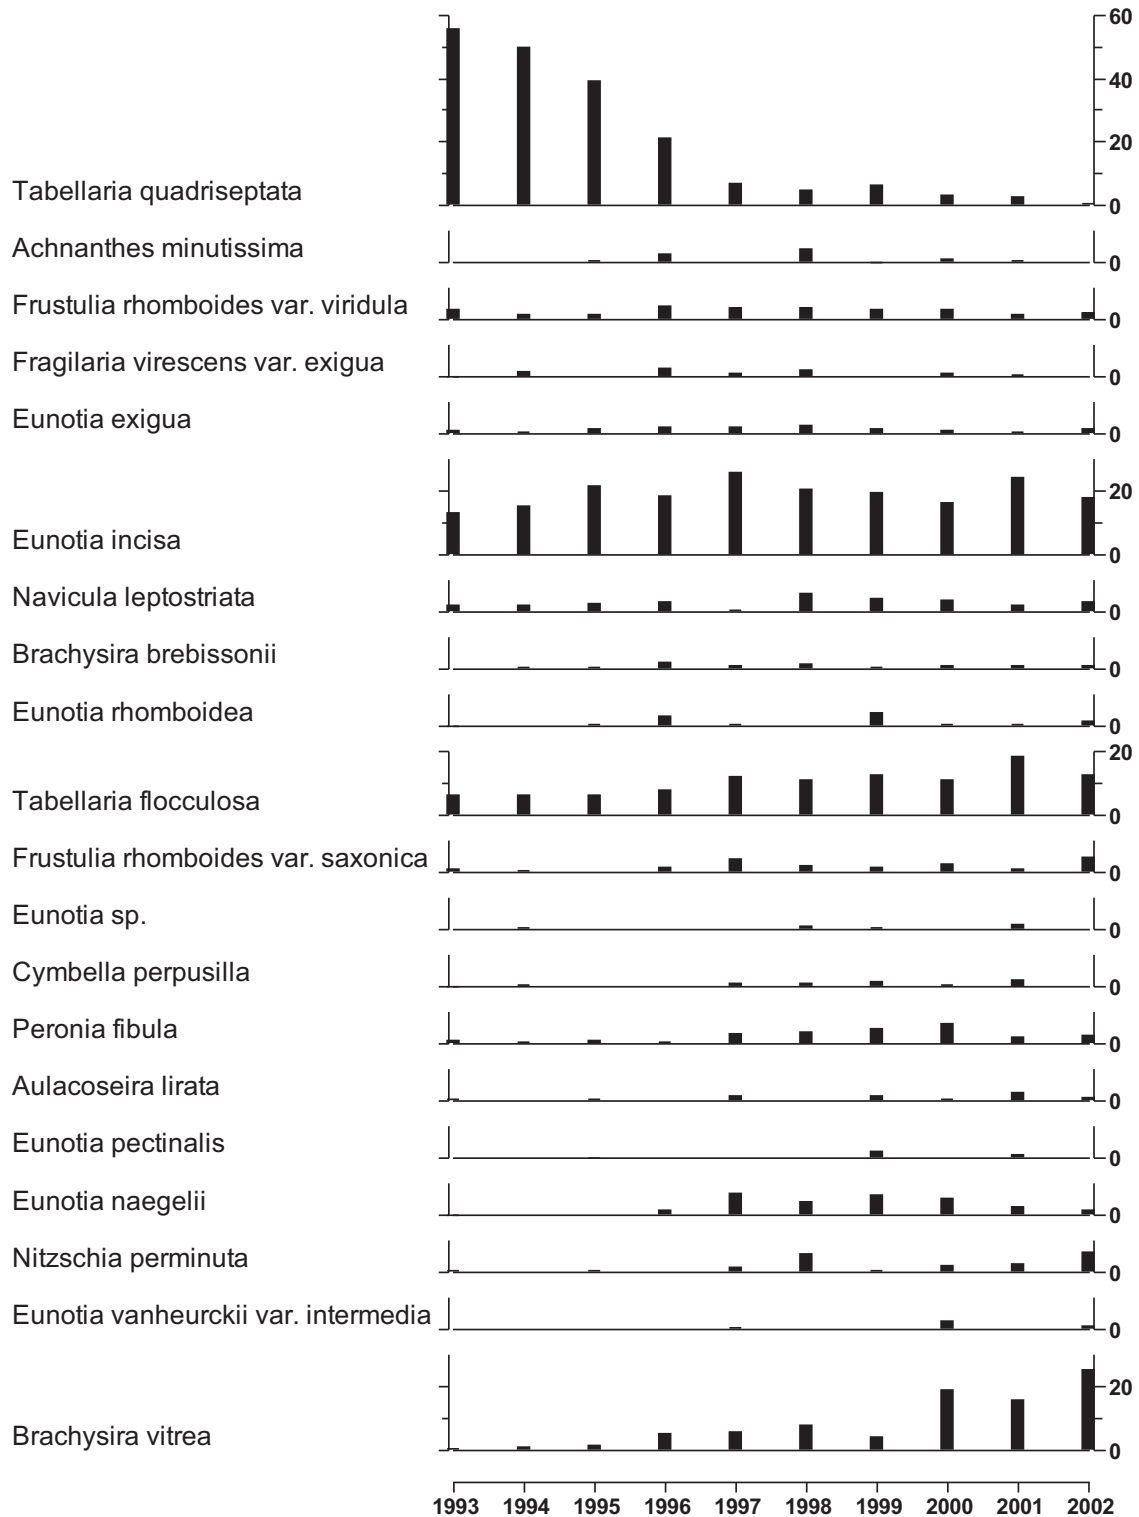 60
40
20
Tabellaria quadriseptata
0
Achnanthes minutissima
0
Frustulia rhomboides var. viridula
0
Fragilaria virescens var. exigua
0
Eunotia exigua
0
20
Eunotia incisa
0
Navicula leptostriata
0
Brachysira brebissonii
0
Eunotia rhomboidea
0
20
Tabellaria flocculosa
0
Frustulia rhomboides var. saxonica
0
Eunotia sp.
0
Cymbella perpusilla
0
Peronia fibula
0
Aulacoseira lirata
0
Eunotia pectinalis
0
Eunotia naegelii
0
Nitzschia perminuta
0
Eunotia vanheurckii var. intermedia
0
20
Brachysira vitrea
0
1993 1994 1995 1996 1997 1998 1999 2000 2001 2002